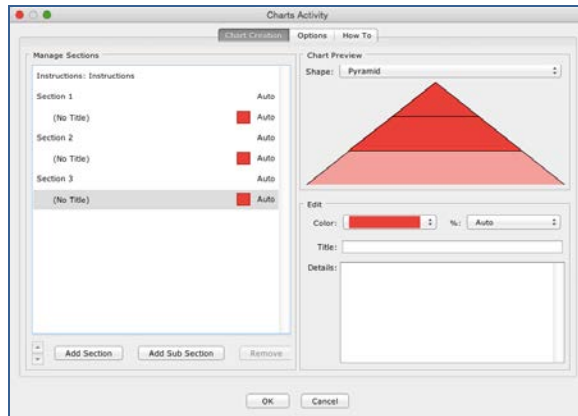 Charts Activity
Chart Creation Options How To
Manage Sections
Instructions: Instructions
Section 1 Auto
(No Title) Auto
Section 2 Auto
(No Title) Auto
Section 3 Auto
(No Title) Auto
Add Section Add Sub Section Remove
Chart Preview
Shape: Pyramid
Edit
Color: %: Auto
Title:
Details:
OK Cancel